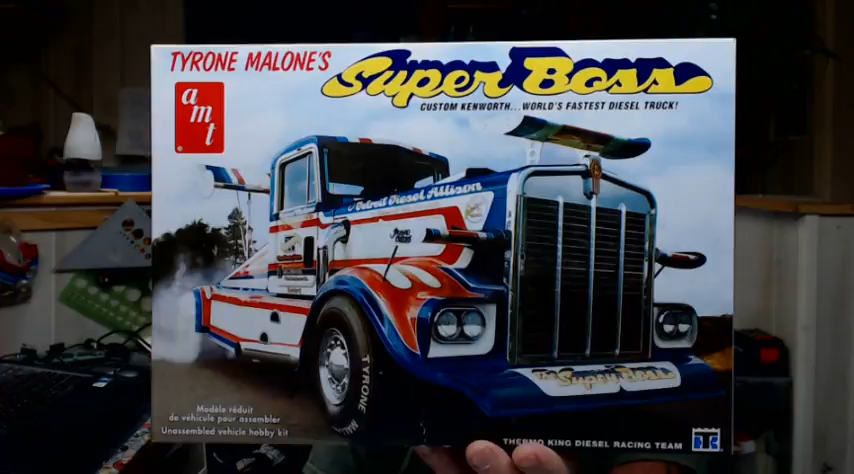 TYRONE MALONE'S
Super Boss
CUSTOM KENWORTH...WORLD'S FASTEST DIESEL TRUCK!
amt
Detroit Diesel Allison
The Super Boss
TYRONE
Modèle réduit
de véhicule pour assembler
Unassembled vehicle hobby kit
THERMO KING DIESEL RACING TEAM